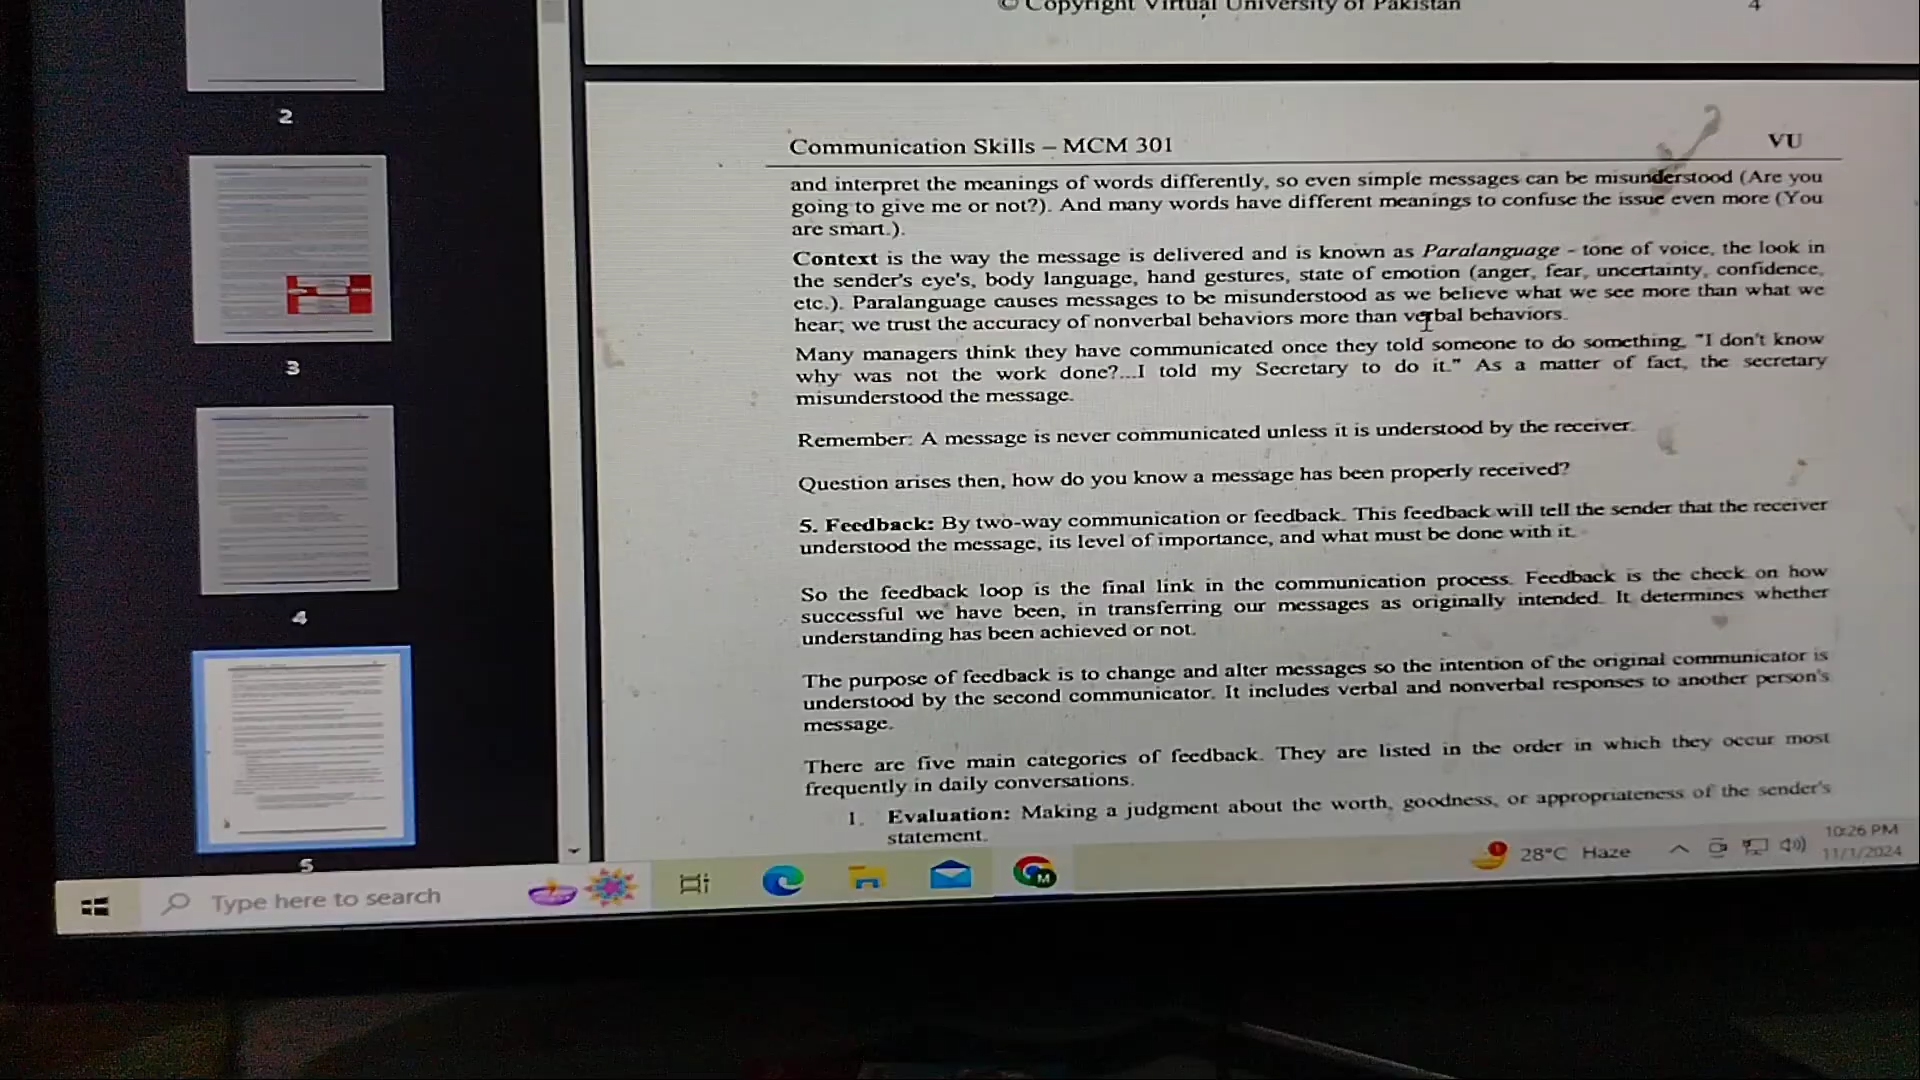 © Copyright Virtual University of Pakistan 4
2
3
4
5
Communication Skills – MCM 301 VU
and interpret the meanings of words differently, so even simple messages can be misunderstood (Are you
going to give me or not?). And many words have different meanings to confuse the issue even more (You
are smart.).
Context is the way the message is delivered and is known as Paralanguage - tone of voice, the look in
the sender's eye's, body language, hand gestures, state of emotion (anger, fear, uncertainty, confidence,
etc.). Paralanguage causes messages to be misunderstood as we believe what we see more than what we
hear; we trust the accuracy of nonverbal behaviors more than verbal behaviors.
Many managers think they have communicated once they told someone to do something, "I don't know
why was not the work done?...I told my Secretary to do it." As a matter of fact, the secretary
misunderstood the message.
Remember: A message is never communicated unless it is understood by the receiver.
Question arises then, how do you know a message has been properly received?
5. Feedback: By two-way communication or feedback. This feedback will tell the sender that the receiver
understood the message, its level of importance, and what must be done with it.
So the feedback loop is the final link in the communication process. Feedback is the check on how
successful we have been, in transferring our messages as originally intended. It determines whether
understanding has been achieved or not.
The purpose of feedback is to change and alter messages so the intention of the original communicator is
understood by the second communicator. It includes verbal and nonverbal responses to another person's
message.
There are five main categories of feedback. They are listed in the order in which they occur most
frequently in daily conversations.
1. Evaluation: Making a judgment about the worth, goodness, or appropriateness of the sender's
statement.
Type here to search
M
28°C Haze
10:26 PM
11/1/2024